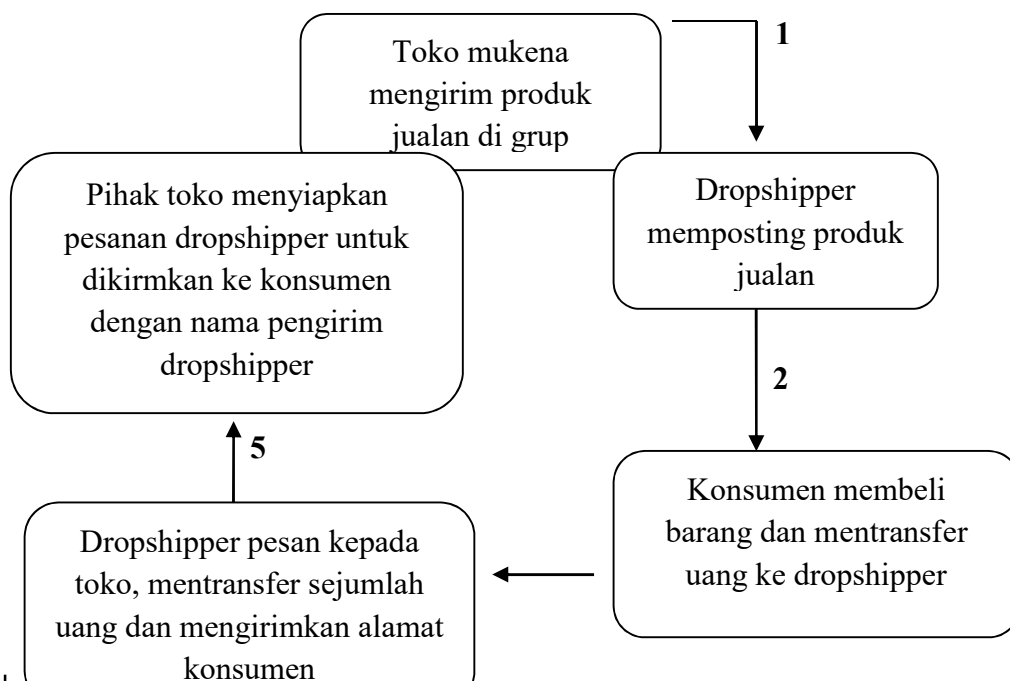 Toko mukena
mengirim produk
jualan di grup
1
Dropshipper
memposting produk
jualan
2
Konsumen membeli
barang dan mentransfer
uang ke dropshipper
Dropshipper pesan kepada
toko, mentransfer sejumlah
uang dan mengirimkan alamat
konsumen
5
Pihak toko menyiapkan
pesanan dropshipper untuk
dikirmkan ke konsumen
dengan nama pengirim
dropshipper